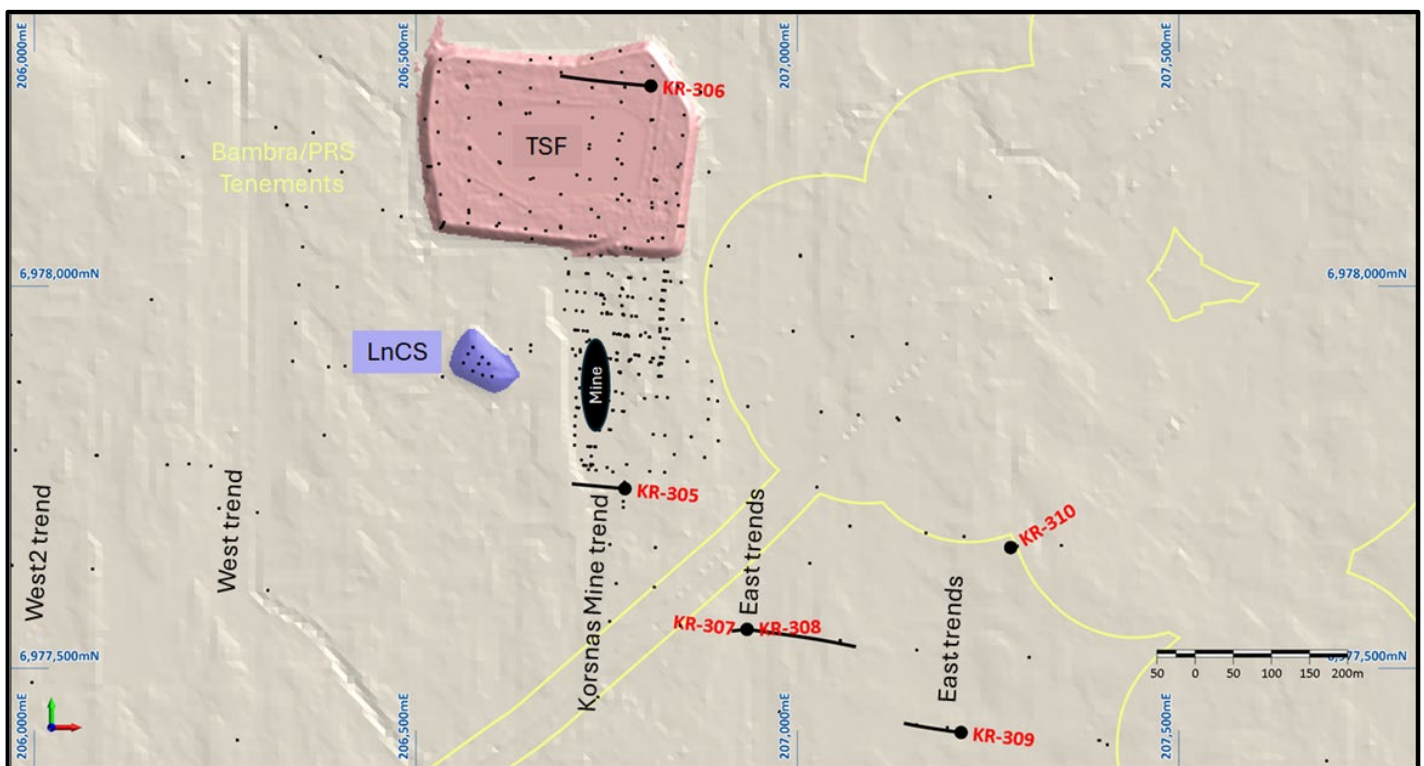 206,000mE
206,500mE
207,000mE
207,500mE
KR-306
TSF
Bambra/PRS
Tenements
6,978,000mN
6,978,000mN
LnCS
Mine
KR-305
KR-310
West2 trend
West trend
Korsnas Mine trend
East trends
East trends
KR-307
KR-308
6,977,500mN
6,977,500mN
50 0 50 100 150 200m
KR-309
206,000mE
206,500mE
207,000mE
207,500mE